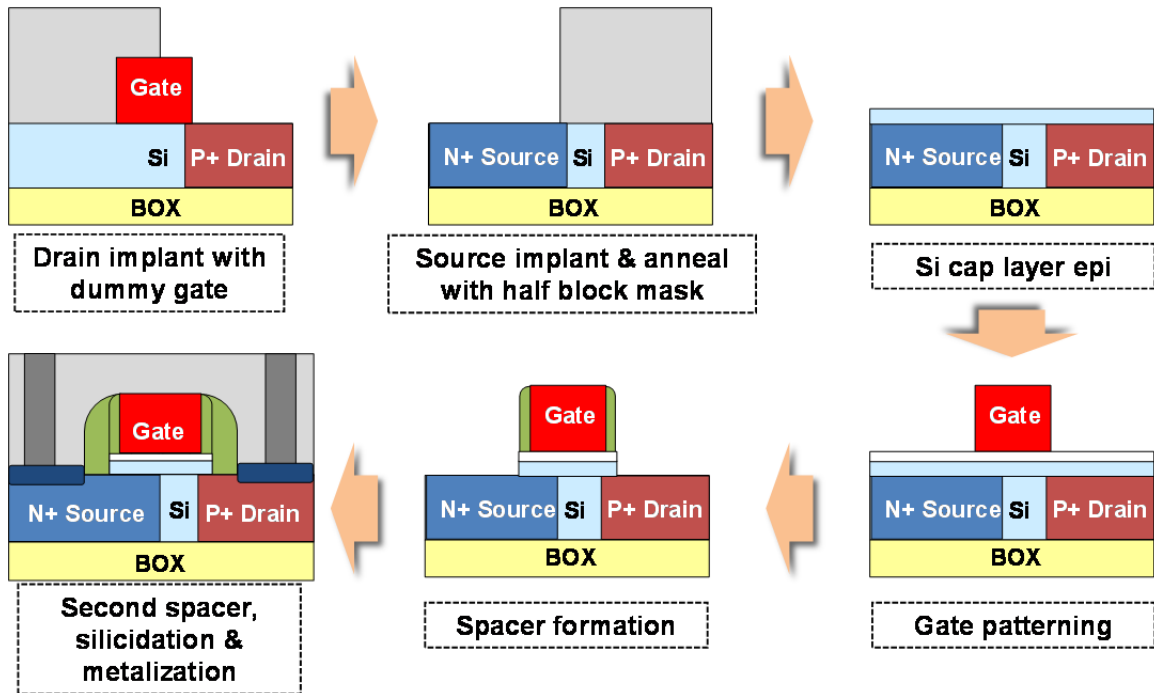 Gate
Si
P+ Drain
BOX
Drain implant with
dummy gate
N+ Source
Si
P+ Drain
BOX
Source implant & anneal
with half block mask
N+ Source
Si
P+ Drain
BOX
Si cap layer epi
Gate
N+ Source
Si
P+ Drain
BOX
Second spacer,
silicidation &
metalization
Gate
N+ Source
Si
P+ Drain
BOX
Spacer formation
Gate
N+ Source
Si
P+ Drain
BOX
Gate patterning